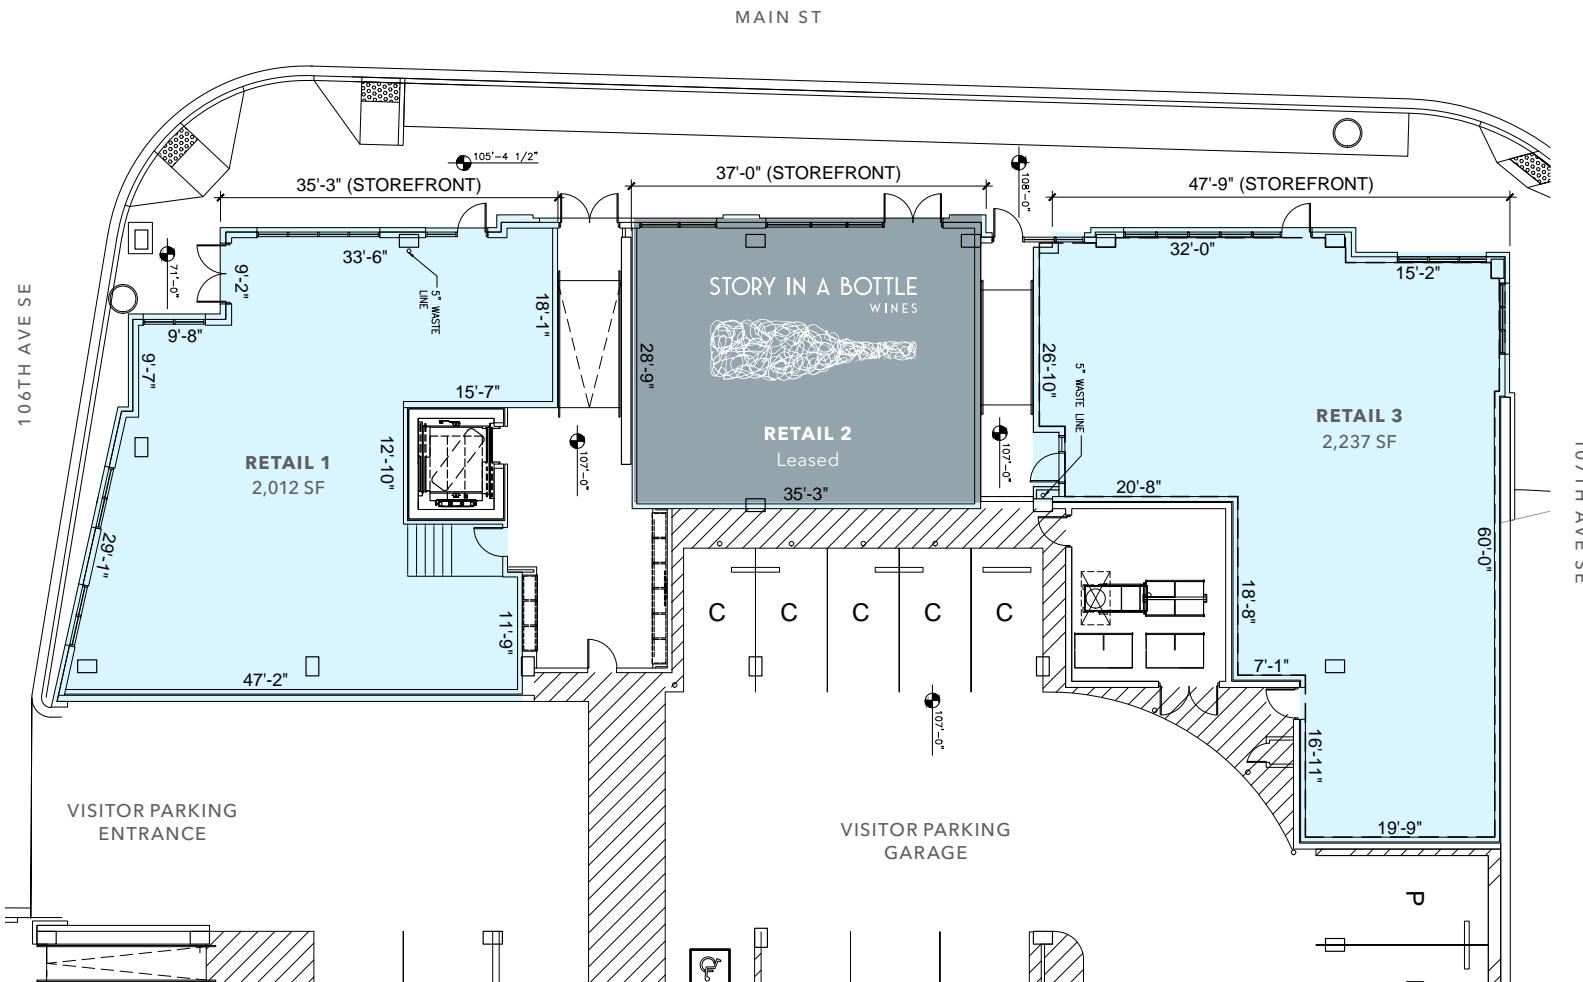 MAIN ST
105'-4 1/2"
35'-3" (STOREFRONT)
37'-0" (STOREFRONT)
108'-0"
47'-9" (STOREFRONT)
106TH AVE SE
71'-0"
9'-2"
33'-6"
5" WASTE
LINE
18'-1"
9'-8"
9'-7"
15'-7"
12'-10"
RETAIL 1
2,012 SF
29'-1"
11'-9"
47'-2"
107'-0"
STORY IN A BOTTLE
WINES
28'-9"
RETAIL 2
Leased
35'-3"
107'-0"
32'-0"
15'-2"
26'-10"
5" WASTE LINE
RETAIL 3
2,237 SF
20'-8"
60'-0"
18'-8"
7'-1"
16'-11"
19'-9"
107TH AVE SE
C
C
C
C
C
107'-0"
VISITOR PARKING
ENTRANCE
VISITOR PARKING
GARAGE
P